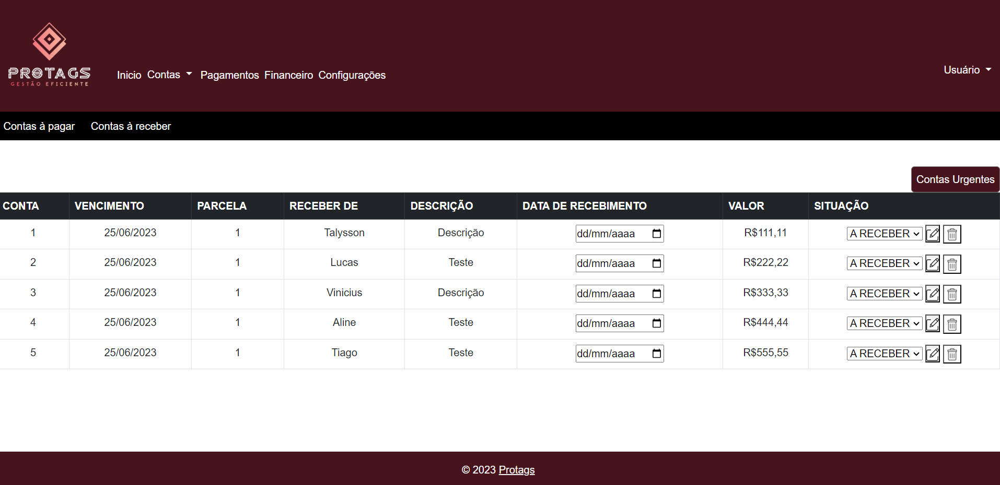 PROTAGS
GESTÃO EFICIENTE
Inicio Contas Pagamentos Financeiro Configurações
Usuário
Contas à pagar Contas à receber
Contas Urgentes
CONTA VENCIMENTO PARCELA RECEBER DE DESCRIÇÃO DATA DE RECEBIMENTO VALOR SITUAÇÃO
1 25/06/2023 1 Talysson Descrição dd/mm/aaaa R$111,11 A RECEBER
2 25/06/2023 1 Lucas Teste dd/mm/aaaa R$222,22 A RECEBER
3 25/06/2023 1 Vinicius Descrição dd/mm/aaaa R$333,33 A RECEBER
4 25/06/2023 1 Aline Teste dd/mm/aaaa R$444,44 A RECEBER
5 25/06/2023 1 Tiago Teste dd/mm/aaaa R$555,55 A RECEBER
© 2023 Protags